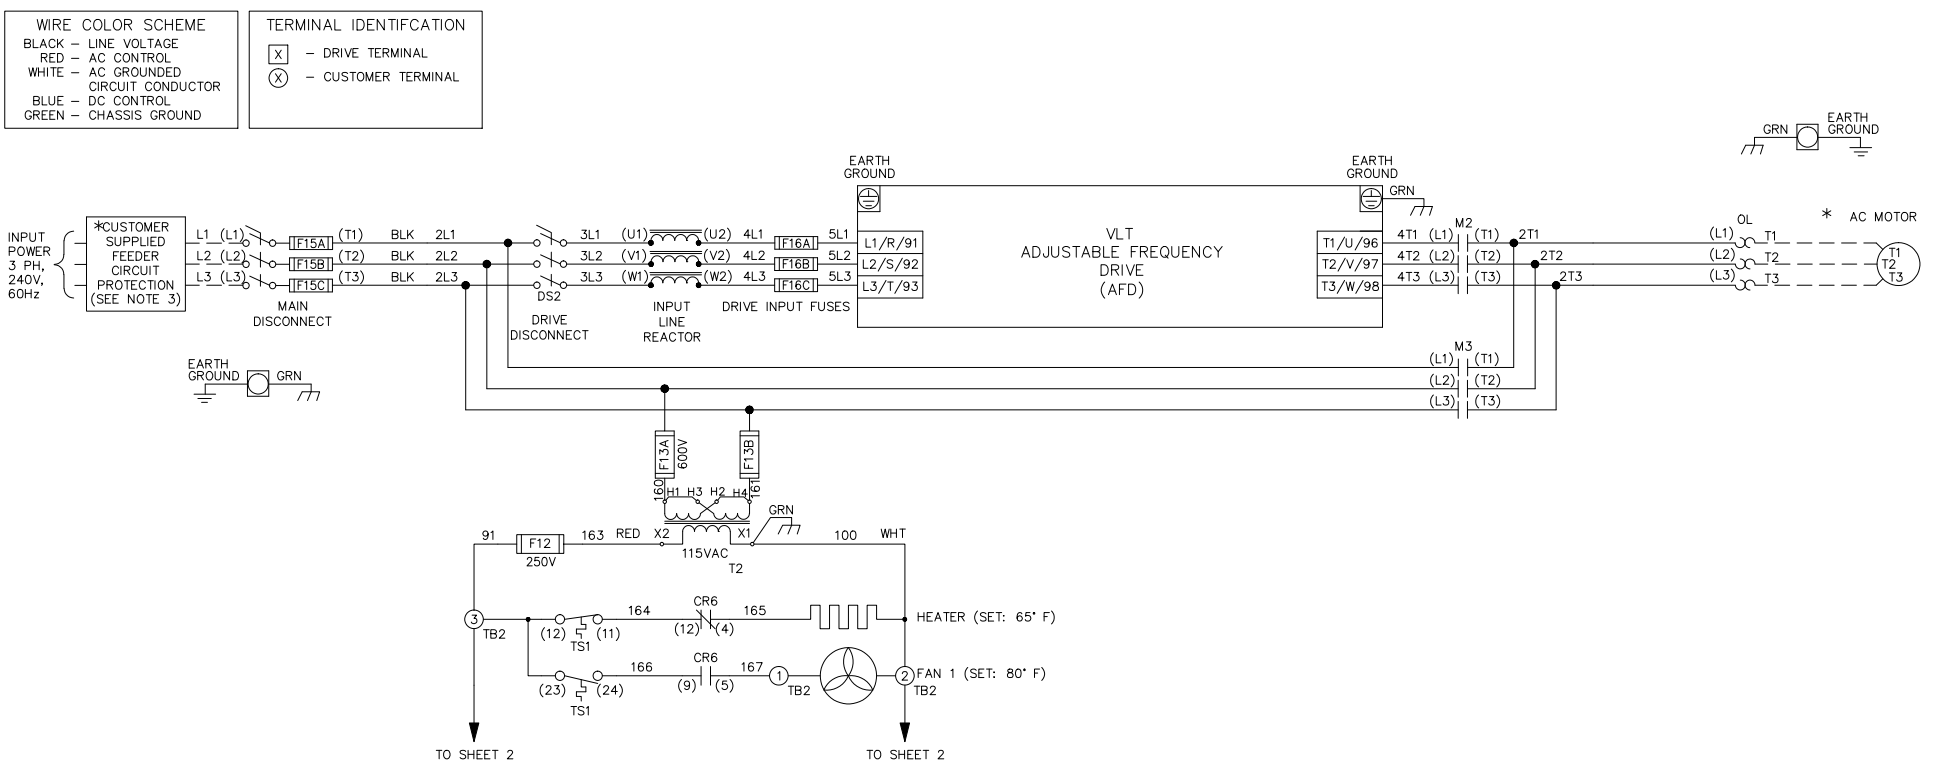 WIRE COLOR SCHEME
BLACK – LINE VOLTAGE
RED – AC CONTROL
WHITE – AC GROUNDED
CIRCUIT CONDUCTOR
BLUE – DC CONTROL
GREEN – CHASSIS GROUND
TERMINAL IDENTIFCATION
X – DRIVE TERMINAL
X – CUSTOMER TERMINAL
GRN
EARTH
GROUND
INPUT
POWER
3 PH,
240V,
60Hz
*CUSTOMER
SUPPLIED
FEEDER
CIRCUIT
PROTECTION
(SEE NOTE 3)
L1 (L1) F15A (T1) BLK 2L1
L2 (L2) F15B (T2) BLK 2L2
L3 (L3) F15C (T3) BLK 2L3
MAIN
DISCONNECT
3L1 (U1) (U2) 4L1 F16A 5L1
3L2 (V1) (V2) 4L2 F16B 5L2
3L3 (W1) (W2) 4L3 F16C 5L3
DS2
DRIVE
DISCONNECT
INPUT
LINE
REACTOR
DRIVE INPUT FUSES
EARTH
GROUND
L1/R/91
L2/S/92
L3/T/93
VLT
ADJUSTABLE FREQUENCY
DRIVE
(AFD)
EARTH
GROUND
GRN
T1/U/96
T2/V/97
T3/W/98
M2
4T1 (L1) (T1) 2T1
4T2 (L2) (T2) 2T2
4T3 (L3) (T3) 2T3
OL
(L1) T1
(L2) T2
(L3) T3
* AC MOTOR
T1
T2
T3
M3
(L1) (T1)
(L2) (T2)
(L3) (T3)
EARTH
GROUND
GRN
F13A
600V
F13B
160
161
H1 H3 H2 H4
GRN
91 F12 163 RED X2 X1 100 WHT
250V
115VAC
T2
3
TB2
(12) (11) 164 CR6 165 HEATER (SET: 65° F)
TS1
(12) (4)
(23) (24) 166 CR6 167 1 2 FAN 1 (SET: 80° F)
TS1
(9) (5)
TB2
TB2
TO SHEET 2
TO SHEET 2